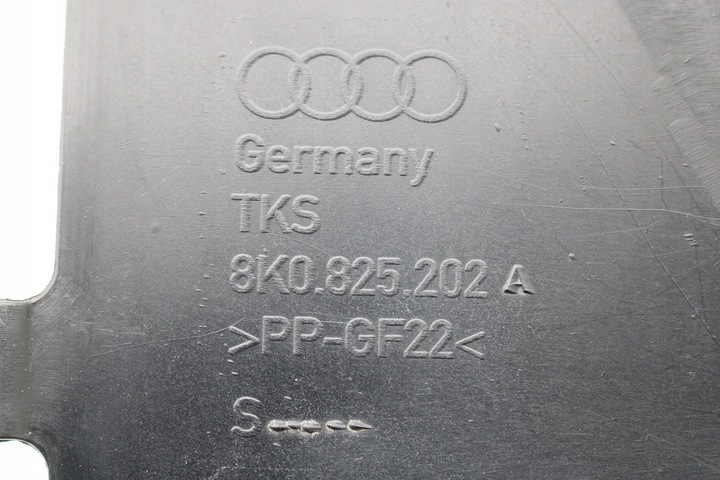 Germany
TKS
8K0.825.202 A
>PP-GF22<
S